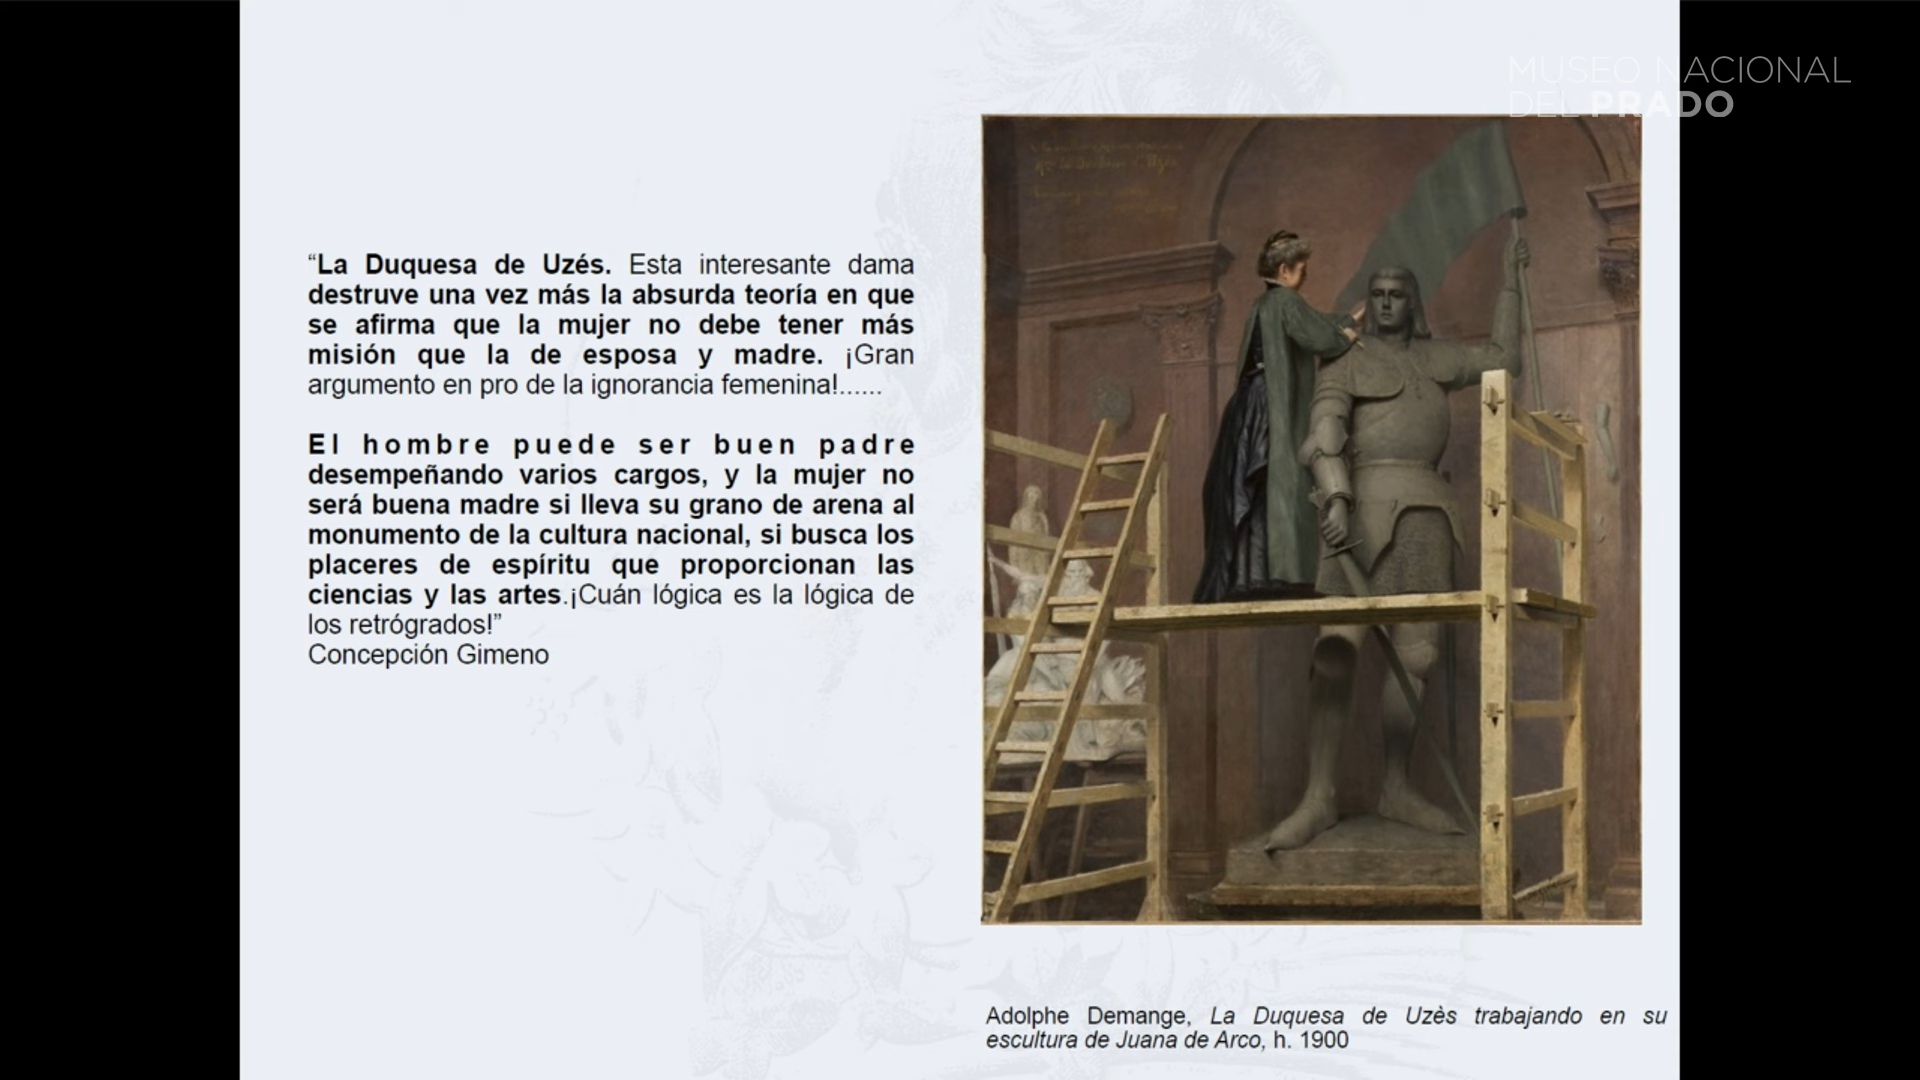 MUSEO NACIONAL
DEL PRADO
“La Duquesa de Uzés. Esta interesante dama
destruve una vez más la absurda teoría en que
se afirma que la mujer no debe tener más
misión que la de esposa y madre. ¡Gran
argumento en pro de la ignorancia femenina!......
El hombre puede ser buen padre
desempeñando varios cargos, y la mujer no
será buena madre si lleva su grano de arena al
monumento de la cultura nacional, si busca los
placeres de espíritu que proporcionan las
ciencias y las artes.¡Cuán lógica es la lógica de
los retrógrados!”
Concepción Gimeno
Adolphe Demange, La Duquesa de Uzès trabajando en su
escultura de Juana de Arco, h. 1900